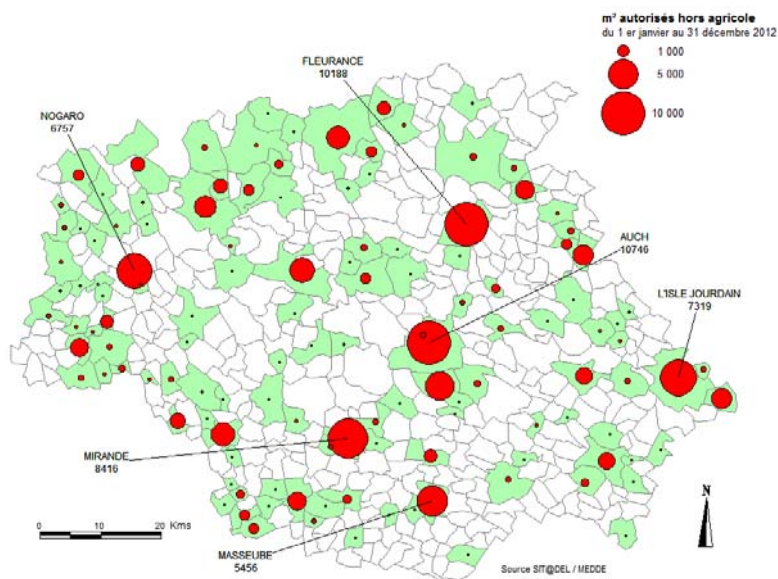 m² autorisés hors agricole
du 1 er janvier au 31 décembre 2012
1 000
5 000
10 000
FLEURANCE
10188
NOGARO
6757
AUCH
10746
L'ISLE JOURDAIN
7319
MIRANDE
8416
MASSEUBE
5456
0 10 20 Kms
N
Source SIT@DEL / MEDDE